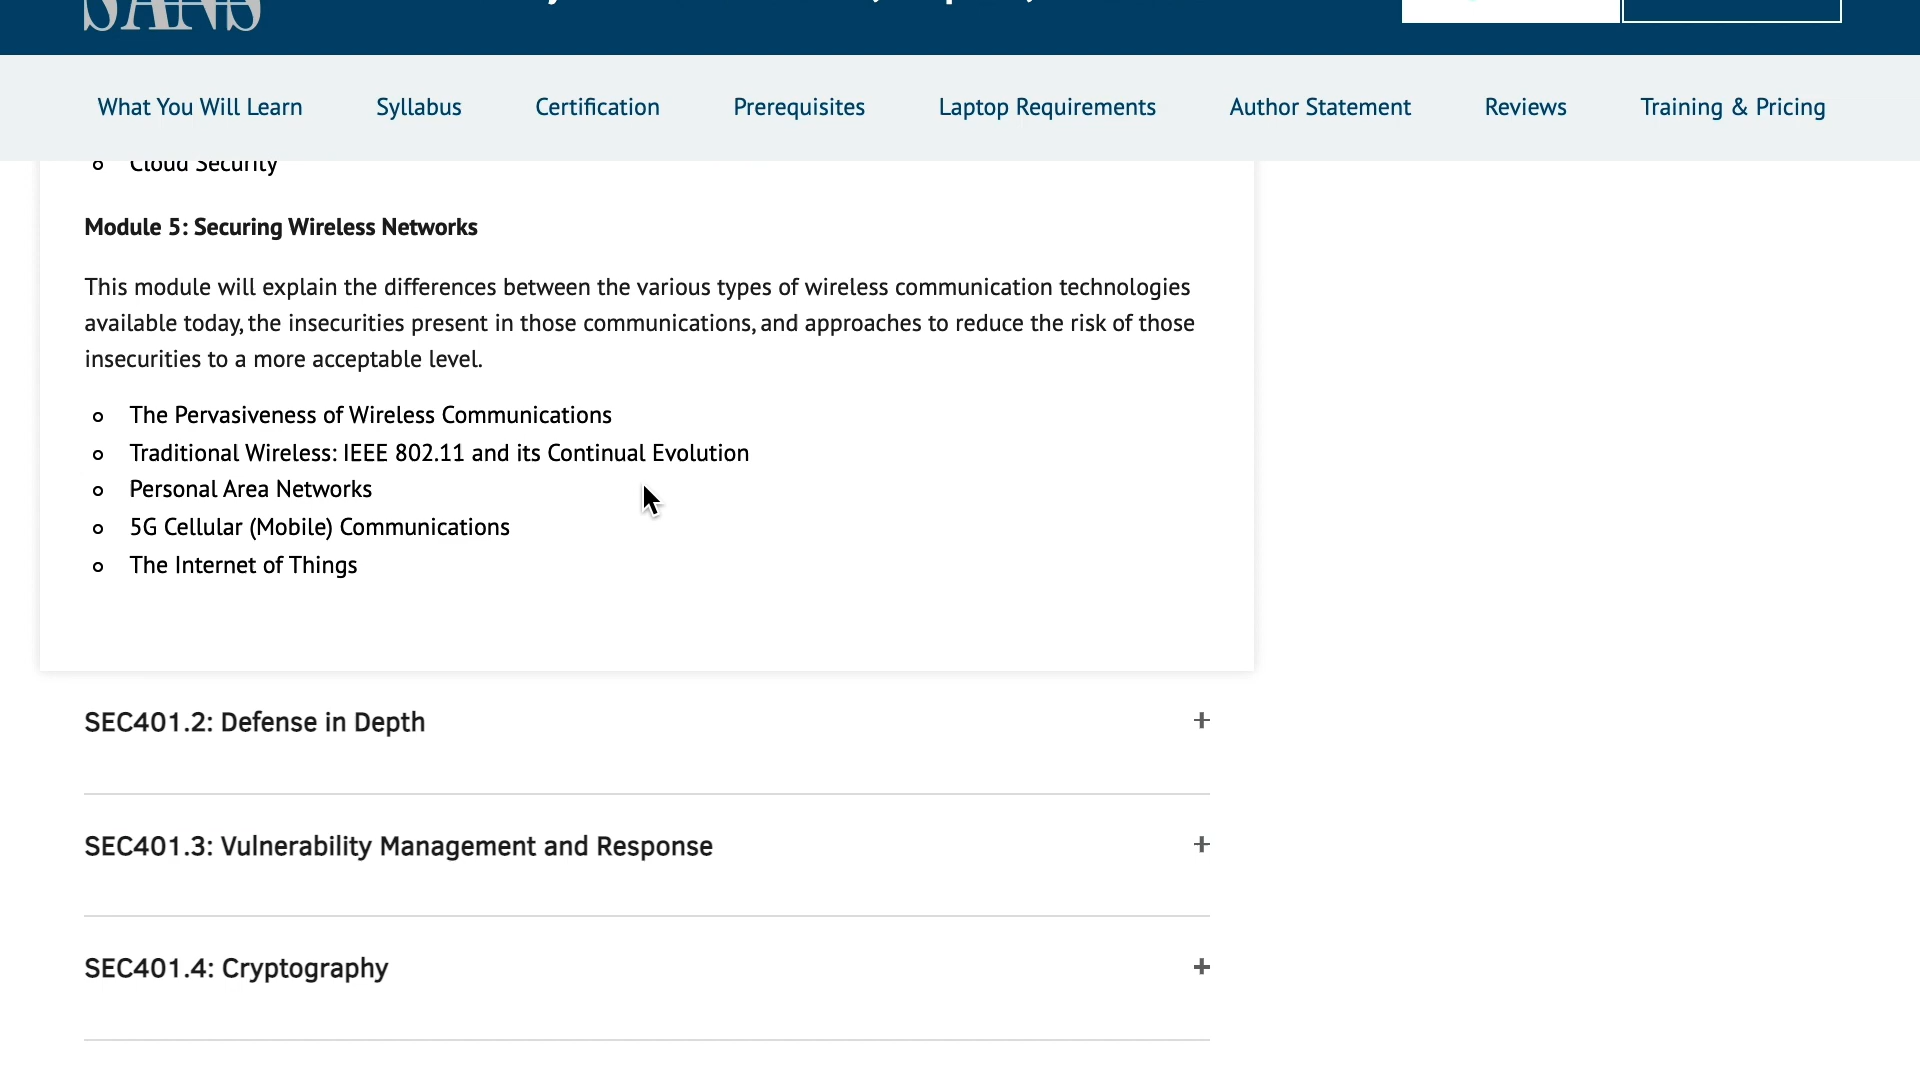 SANS
What You Will Learn Syllabus Certification Prerequisites Laptop Requirements Author Statement Reviews Training & Pricing
Cloud Security
Module 5: Securing Wireless Networks
This module will explain the differences between the various types of wireless communication technologies
available today, the insecurities present in those communications, and approaches to reduce the risk of those
insecurities to a more acceptable level.
The Pervasiveness of Wireless Communications
Traditional Wireless: IEEE 802.11 and its Continual Evolution
Personal Area Networks
5G Cellular (Mobile) Communications
The Internet of Things
SEC401.2: Defense in Depth +
SEC401.3: Vulnerability Management and Response +
SEC401.4: Cryptography +